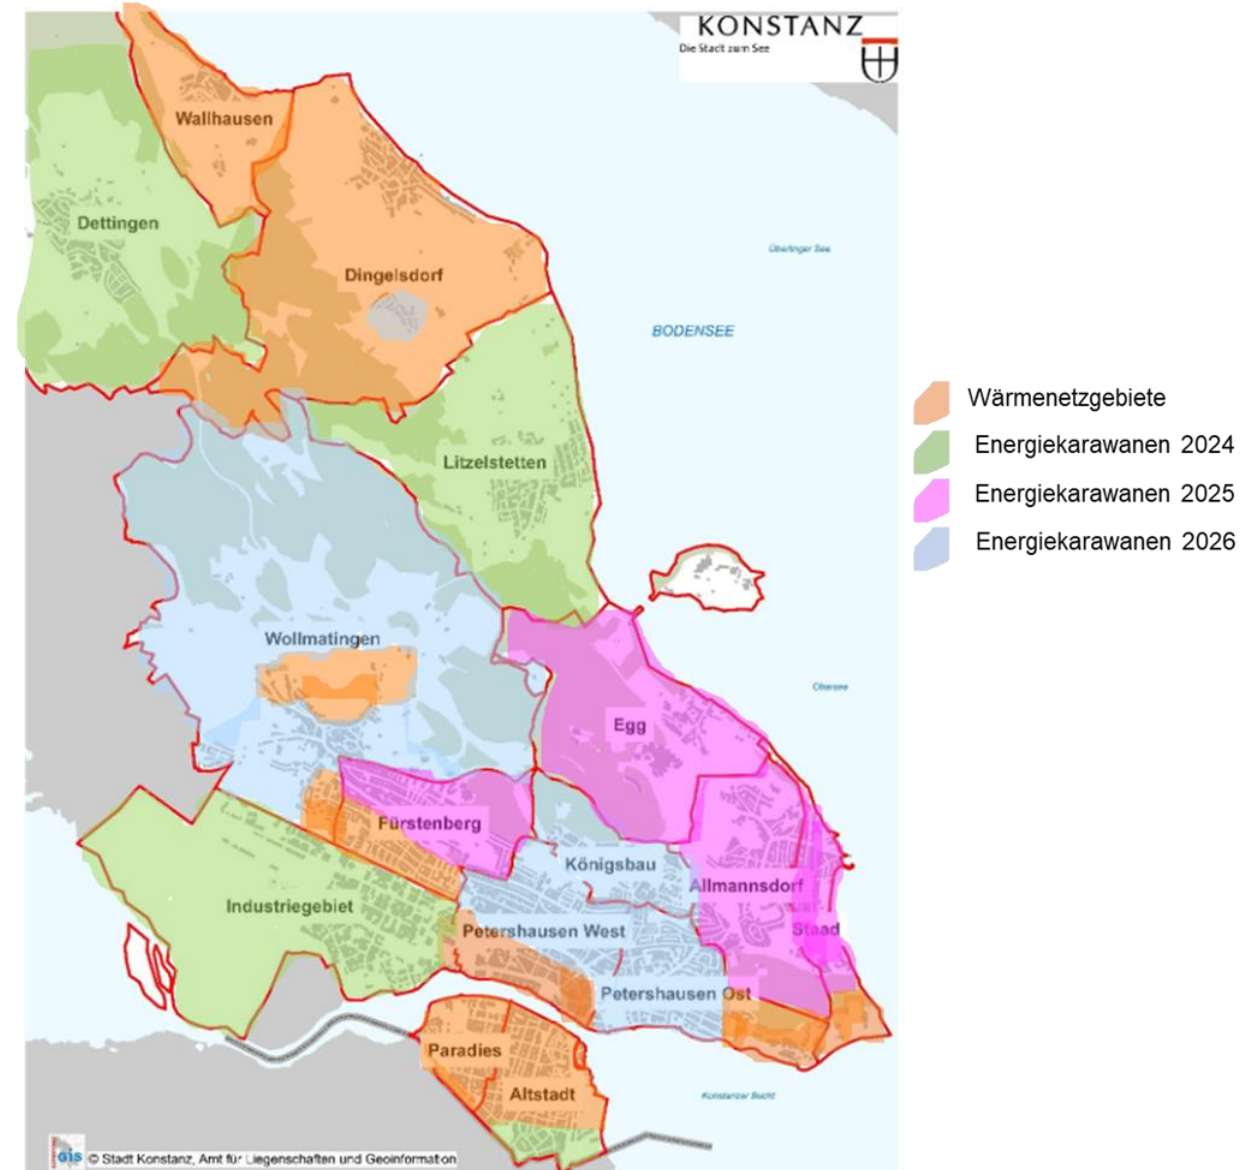 KONSTANZ
Die Stadt zum See
Wallhausen
Dettingen
Überlinger See
Dingelsdorf
BODENSEE
Wärmenetzgebiete
Energiekarawanen 2024
Litzelstetten
Energiekarawanen 2025
Energiekarawanen 2026
Wollmatingen
Obersee
Egg
Fürstenberg
Königsbau
Allmannsdorf
Industriegebiet
Petershausen West
Staad
Petershausen Ost
Paradies
Altstadt
Konstanzer Bucht
GIS © Stadt Konstanz, Amt für Liegenschaften und Geoinformation